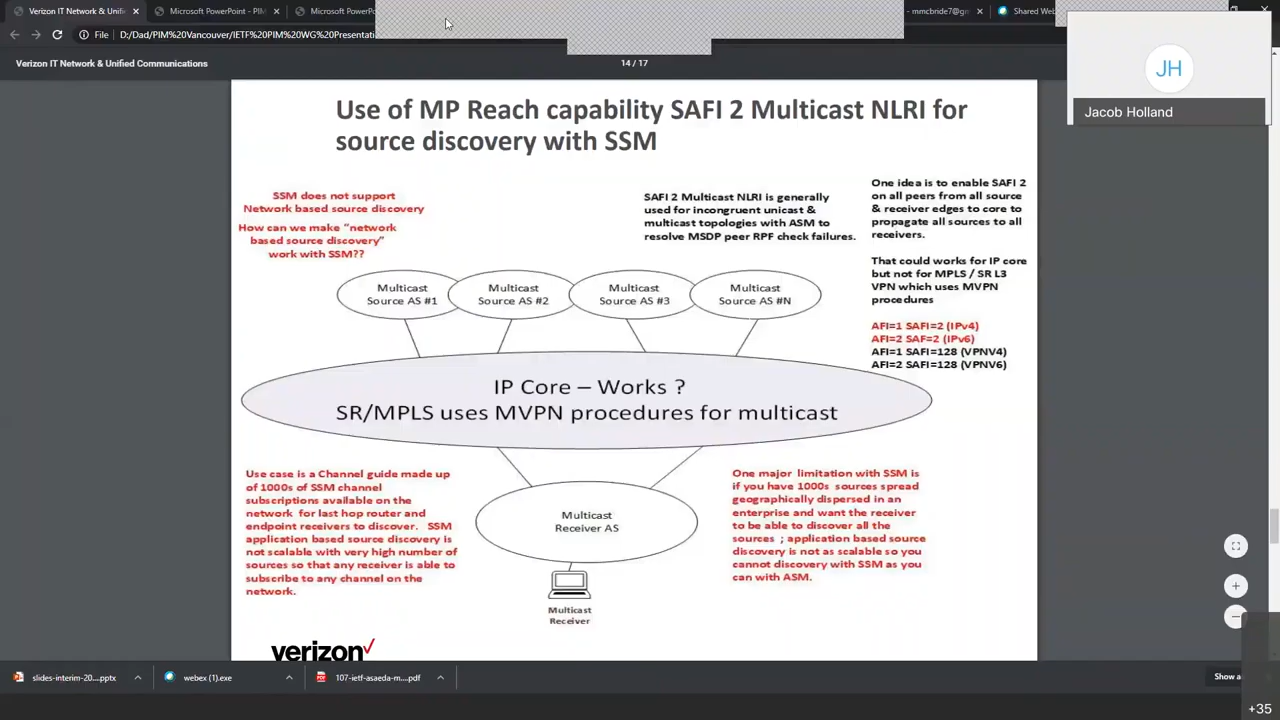 Verizon IT Network & Unifi
Microsoft PowerPoint - PIM
Microsoft PowerPo
- mmcbride7@gm
Shared Web
File
D:/Dad/PIM%20Vancouver/IETF%20PIM%20WG%20Presentati
Verizon IT Network & Unified Communications
14 / 17
JH
Jacob Holland
Use of MP Reach capability SAFI 2 Multicast NLRI for
source discovery with SSM
SSM does not support
Network based source discovery
How can we make “network
based source discovery”
work with SSM??
SAFI 2 Multicast NLRI is generally
used for incongruent unicast &
multicast topologies with ASM to
resolve MSDP peer RPF check failures.
One idea is to enable SAFI 2
on all peers from all source
& receiver edges to core to
propagate all sources to all
receivers.
That could works for IP core
but not for MPLS / SR L3
VPN which uses MVPN
procedures
AFI=1 SAFI=2 (IPv4)
AFI=2 SAF=2 (IPv6)
AFI=1 SAFI=128 (VPNV4)
AFI=2 SAFI=128 (VPNV6)
Multicast
Source AS #1
Multicast
Source AS #2
Multicast
Source AS #3
Multicast
Source AS #N
IP Core – Works ?
SR/MPLS uses MVPN procedures for multicast
Use case is a Channel guide made up
of 1000s of SSM channel
subscriptions available on the
network for last hop router and
endpoint receivers to discover. SSM
application based source discovery is
not scalable with very high number of
sources so that any receiver is able to
subscribe to any channel on the
network.
One major limitation with SSM is
if you have 1000s sources spread
geographically dispersed in an
enterprise and want the receiver
to be able to discover all the
sources ; application based source
discovery is not as scalable so you
cannot discovery with SSM as you
can with ASM.
Multicast
Receiver AS
Multicast
Receiver
verizon
slides-interim-20....pptx
webex (1).exe
107-ietf-asaeda-m....pdf
Show a
+35